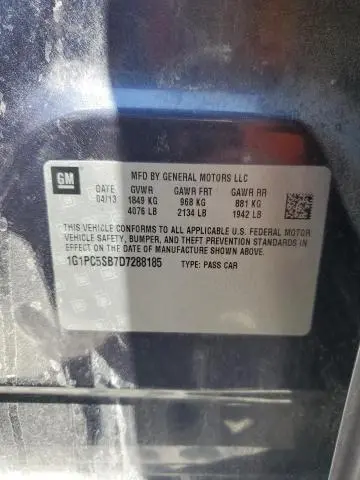 GM
MFD BY GENERAL MOTORS LLC
DATE GVWR GAWR FRT GAWR RR
04/13 1849 KG 968 KG 881 KG
4076 LB 2134 LB 1942 LB
THIS VEHICLE CONFORMS TO ALL APPLICABLE U.S. FEDERAL MOTOR
VEHICLE SAFETY, BUMPER, AND THEFT PREVENTION STANDARDS IN
EFFECT ON THE DATE OF MANUFACTURE SHOWN ABOVE.
1G1PC5SB7D7288185 TYPE: PASS CAR